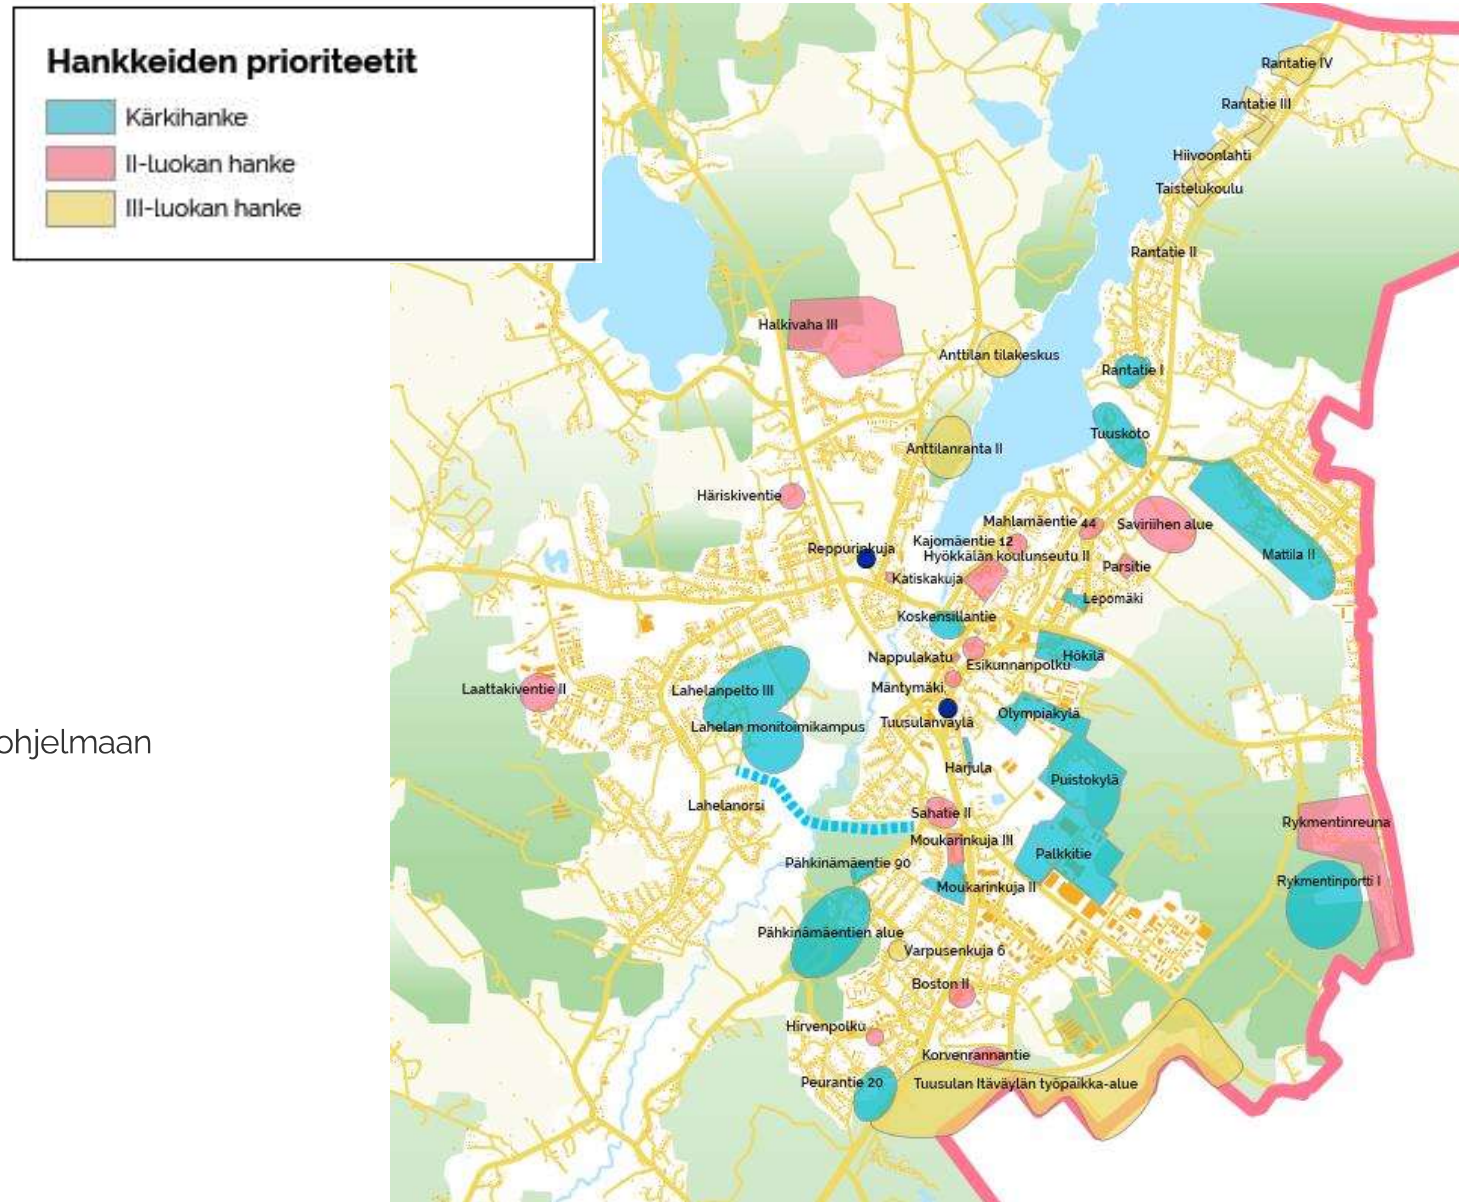 Hankkeiden prioriteetit
Kärkihanke
II-luokan hanke
III-luokan hanke
Rantatie IV
Rantatie III
Hiivoonlahti
Taistelukoulu
Rantatie II
Halkivaha III
Anttilan tilakeskus
Rantatie I
Tuuskoto
Anttilanranta II
Häriskiventie
Mahlamäentie 44
Saviriihen alue
Kajomäentie 12
Reppurinkuja
Hyökkälän koulunseutu II
Mattila II
Parsitie
Katiskakuja
Lepomäki
Koskensillantie
Nappulakatu
Esikunnanpolku
Hökilä
Laattakiventie II
Lahelanpelto III
Mäntymäki
Olympiakylä
Tuusulanväylä
Lahelan monitoimikampus
ohjelmaan
Harjula
Puistokylä
Lahelanorsi
Sahatie II
Rykmentinreuna
Moukarinkuja III
Palkkitie
Pähkinämäentie 90
Rykmentinportti I
Moukarinkuja II
Pähkinämäentien alue
Varpusenkuja 6
Boston II
Hirvenpolku
Korvenrannantie
Peurantie 20
Tuusulan Itäväylän työpaikka-alue